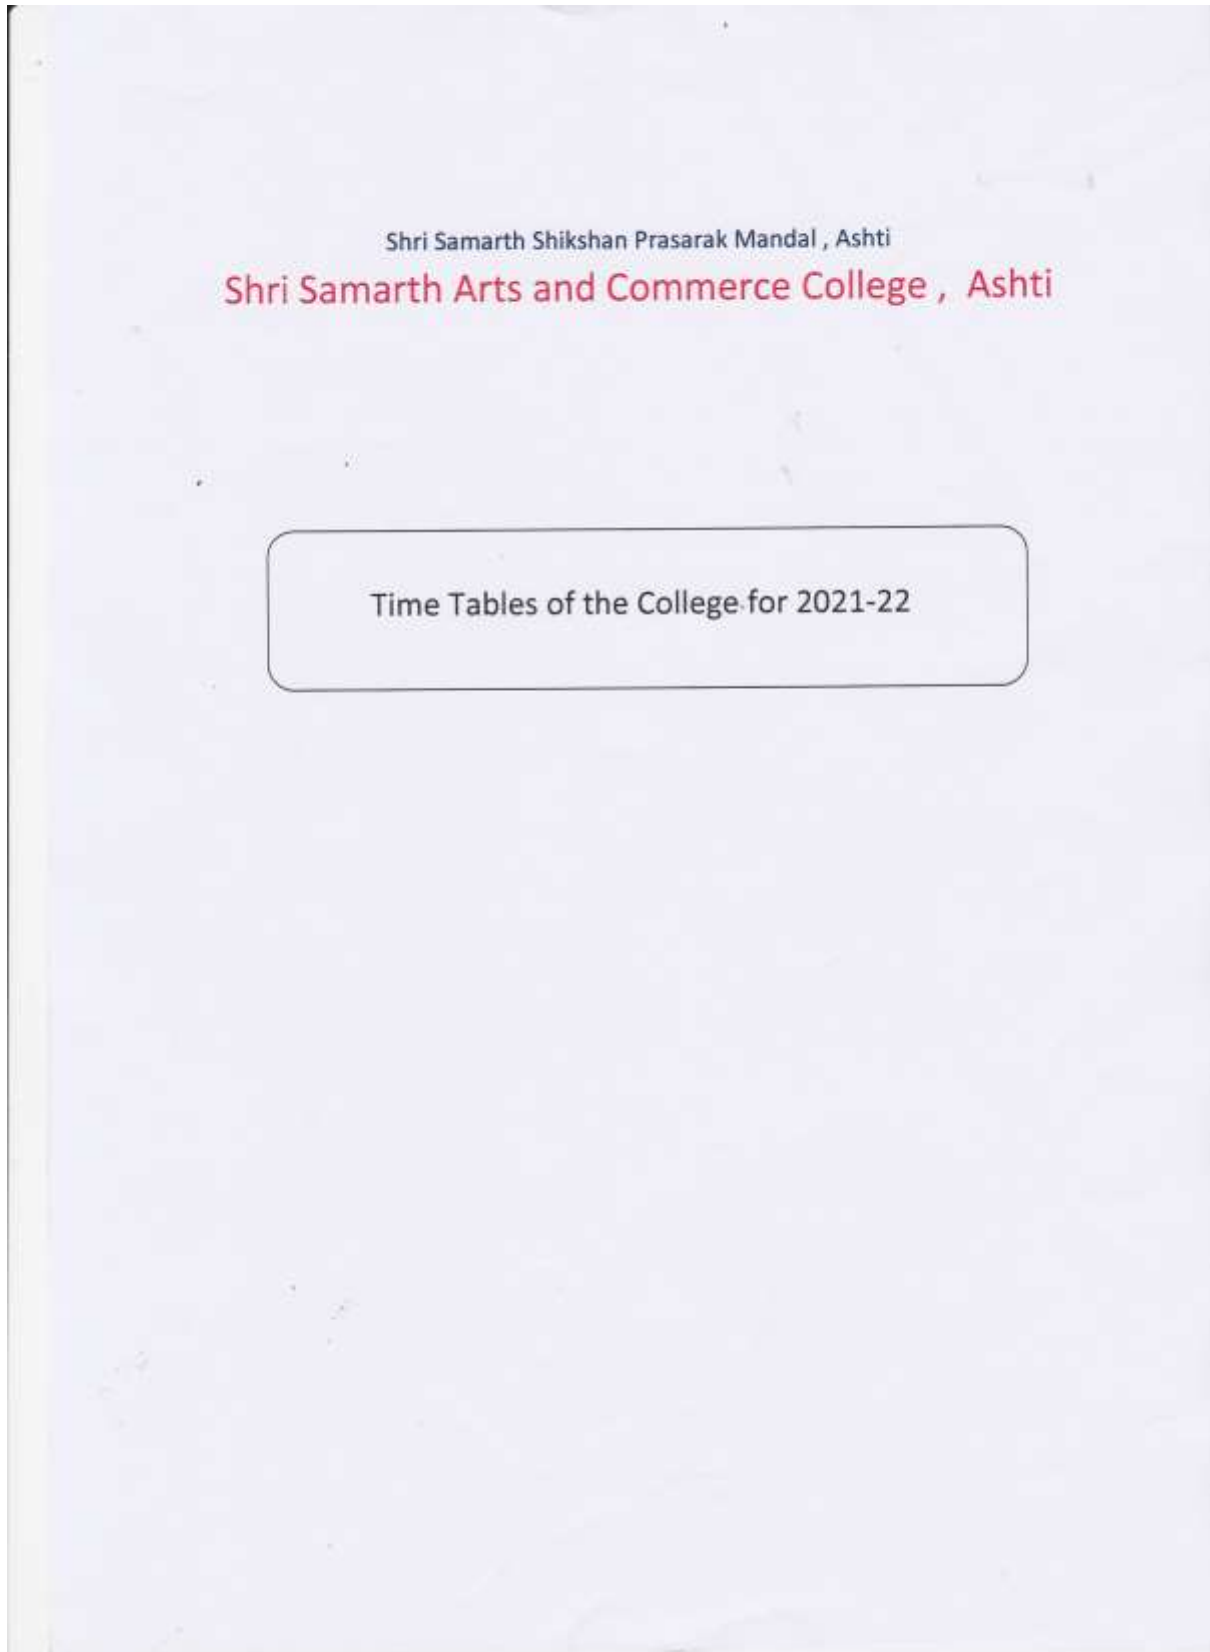 Shri Samarth Shikshan Prasarak Mandal , Ashti
Shri Samarth Arts and Commerce College , Ashti
Time Tables of the College for 2021-22